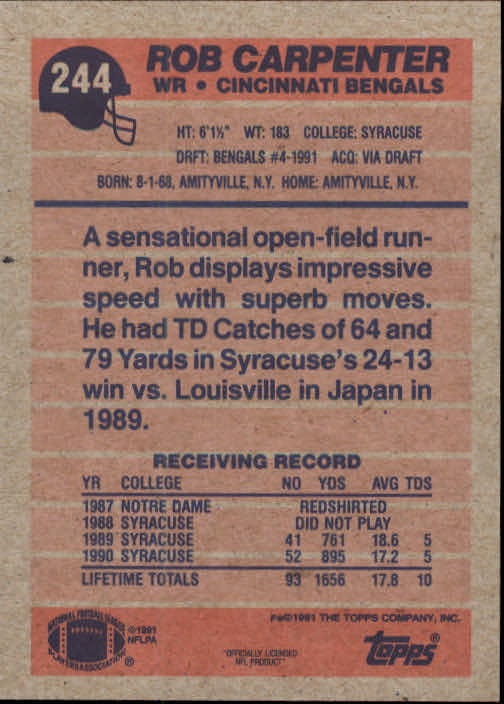 244
ROB CARPENTER
WR • CINCINNATI BENGALS
HT: 6'1½" WT: 183 COLLEGE: SYRACUSE
DRFT: BENGALS #4-1991 ACQ: VIA DRAFT
BORN: 8-1-68, AMITYVILLE, N.Y. HOME: AMITYVILLE, N.Y.
A sensational open-field run-
ner, Rob displays impressive
speed with superb moves.
He had TD Catches of 64 and
79 Yards in Syracuse's 24-13
win vs. Louisville in Japan in
1989.
RECEIVING RECORD
YR COLLEGE NO YDS AVG TDS
1987 NOTRE DAME REDSHIRTED
1988 SYRACUSE DID NOT PLAY
1989 SYRACUSE 41 761 18.6 5
1990 SYRACUSE 52 895 17.2 5
LIFETIME TOTALS 93 1656 17.8 10
©1991 THE TOPPS COMPANY, INC.
NATIONAL FOOTBALL LEAGUE
PLAYERS ASSOCIATION ®
©1991
NFLPA
"OFFICIALLY LICENSED
NFL PRODUCT"
topps®